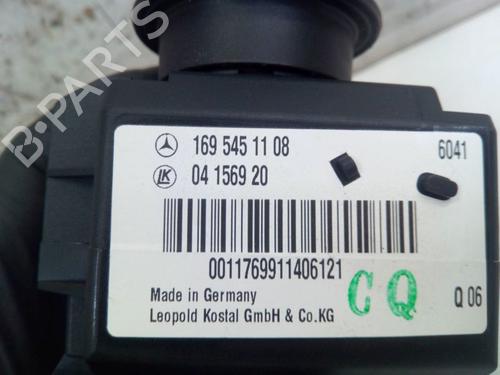 169 545 11 08 6041
LK 04 1569 20
0011769911406121
Made in Germany CQ Q 06
Leopold Kostal GmbH & Co.KG
B-PARTS